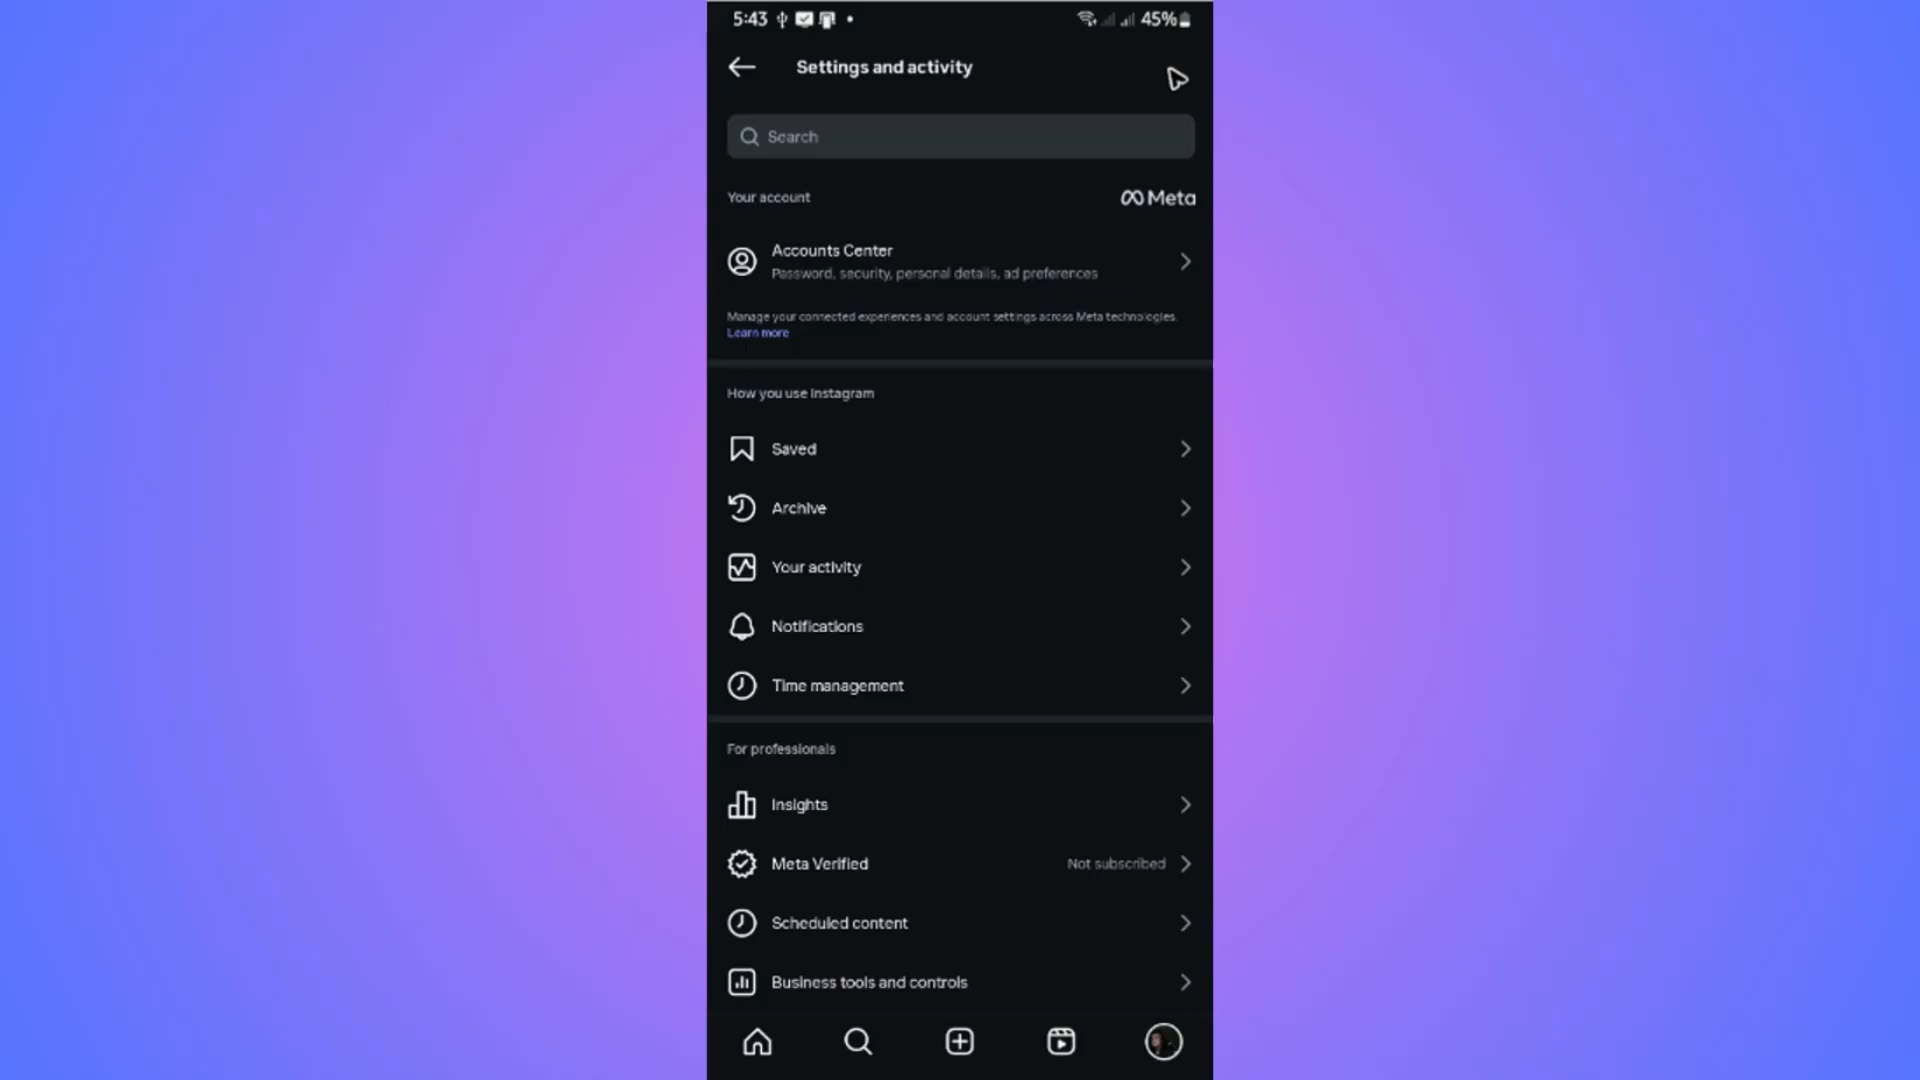 5:43
45%
Settings and activity
Search
Your account
Meta
Accounts Center
Password, security, personal details, ad preferences
Manage your connected experiences and account settings across Meta technologies.
Learn more
How you use Instagram
Saved
Archive
Your activity
Notifications
Time management
For professionals
Insights
Meta Verified
Not subscribed
Scheduled content
Business tools and controls